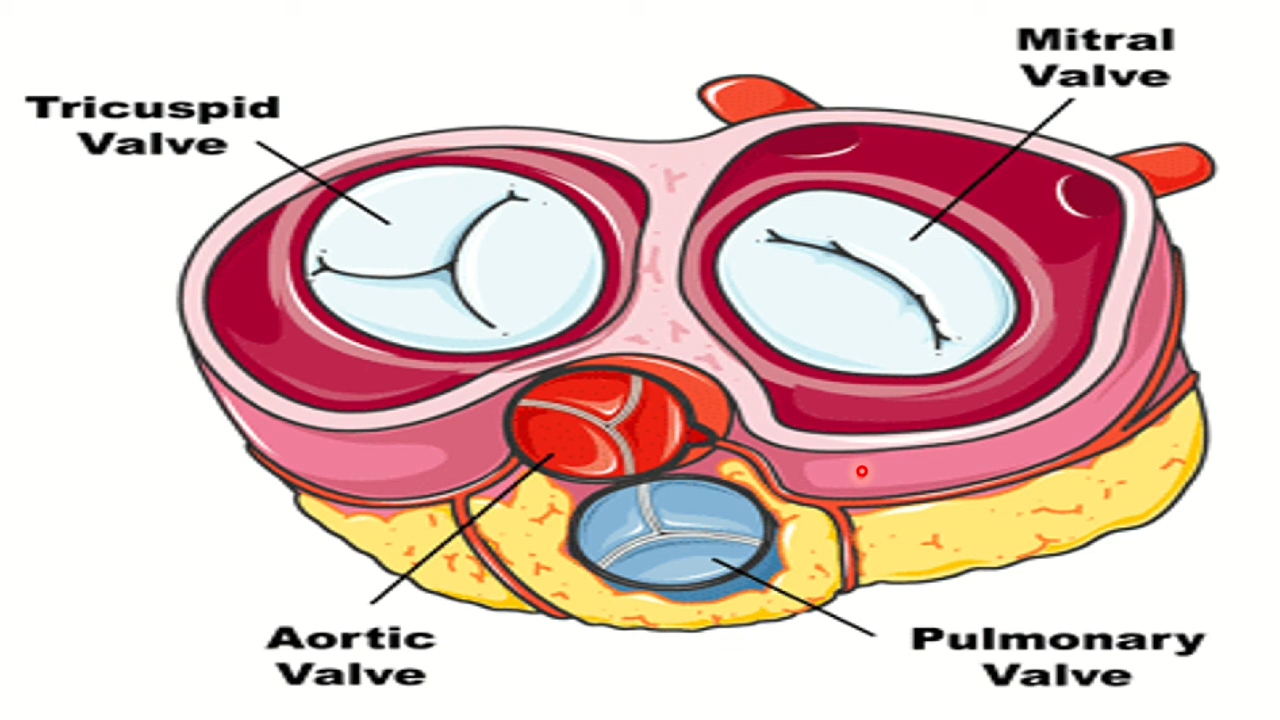 Mitral
Valve
Tricuspid
Valve
Aortic
Valve
Pulmonary
Valve